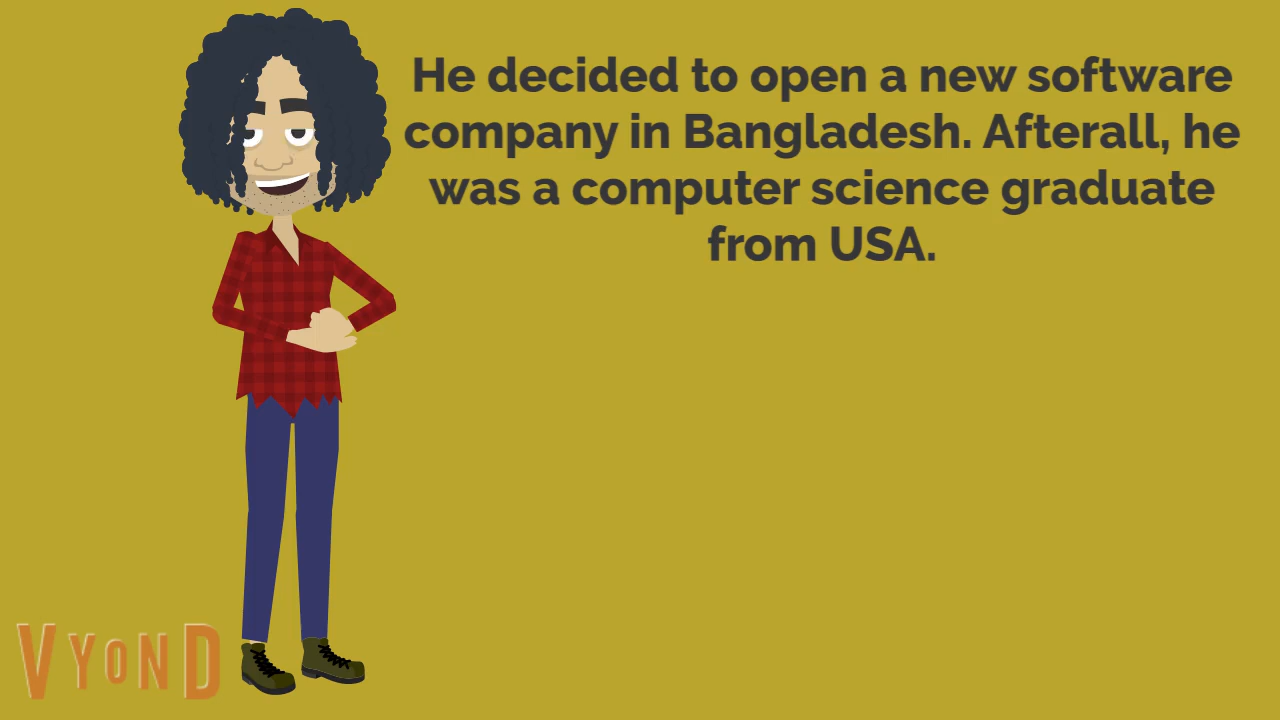 He decided to open a new software
company in Bangladesh. Afterall, he
was a computer science graduate
from USA.
VYOND